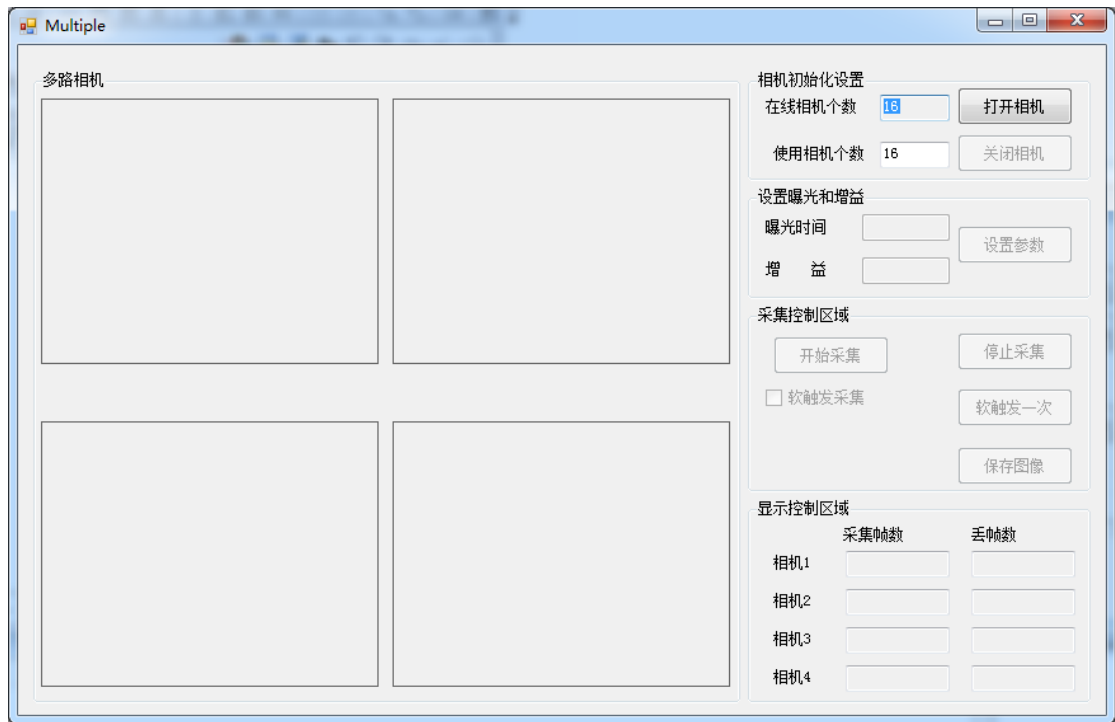 Multiple
多路相机
相机初始化设置
在线相机个数 16 打开相机
使用相机个数 16 关闭相机
设置曝光和增益
曝光时间
设置参数
增 益
采集控制区域
开始采集 停止采集
软触发采集 软触发一次
保存图像
显示控制区域
采集帧数 丢帧数
相机1
相机2
相机3
相机4